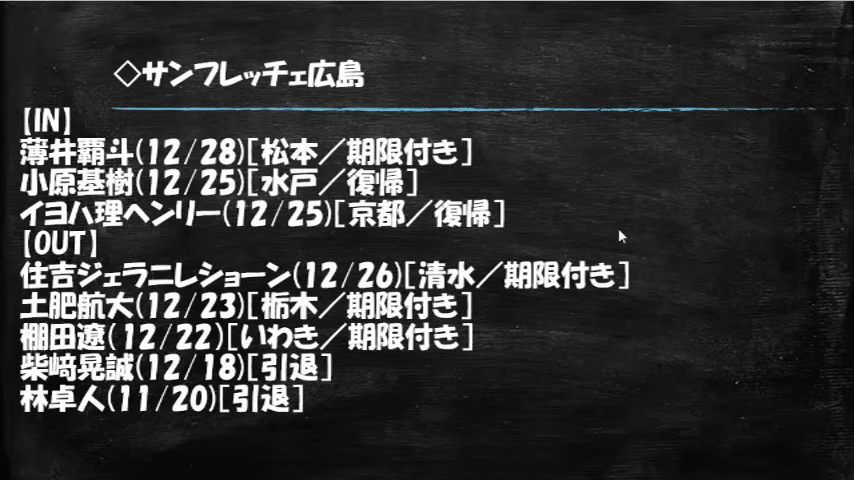 ◇サンフレッチェ広島
【IN】
薄井覇斗(12/28)[松本／期限付き]
小原基樹(12/25)[水戸／復帰]
イヨハ理ヘンリー(12/25)[京都／復帰]
【OUT】
住吉ジェラニレショーン(12/26)[清水／期限付き]
土肥航大(12/23)[栃木／期限付き]
棚田遼(12/22)[いわき／期限付き]
柴﨑晃誠(12/18)[引退]
林卓人(11/20)[引退]